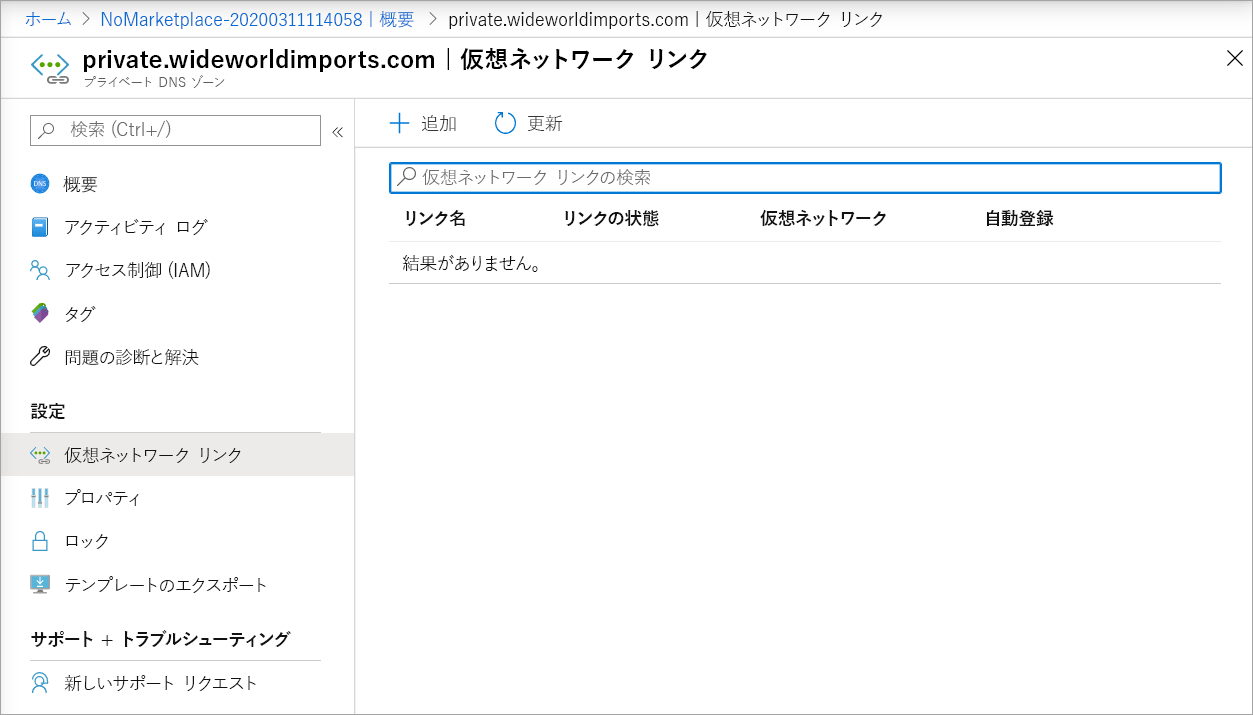 ホーム > NoMarketplace-20200311114058 | 概要 > private.wideworldimports.com | 仮想ネットワーク リンク
private.wideworldimports.com | 仮想ネットワーク リンク
プライベート DNS ゾーン
検索 (Ctrl+/)
«
DNS 概要
アクティビティ ログ
アクセス制御 (IAM)
タグ
問題の診断と解決
設定
仮想ネットワーク リンク
プロパティ
ロック
テンプレートのエクスポート
サポート + トラブルシューティング
新しいサポート リクエスト
追加 更新
仮想ネットワーク リンクの検索
リンク名 リンクの状態 仮想ネットワーク 自動登録
結果がありません。